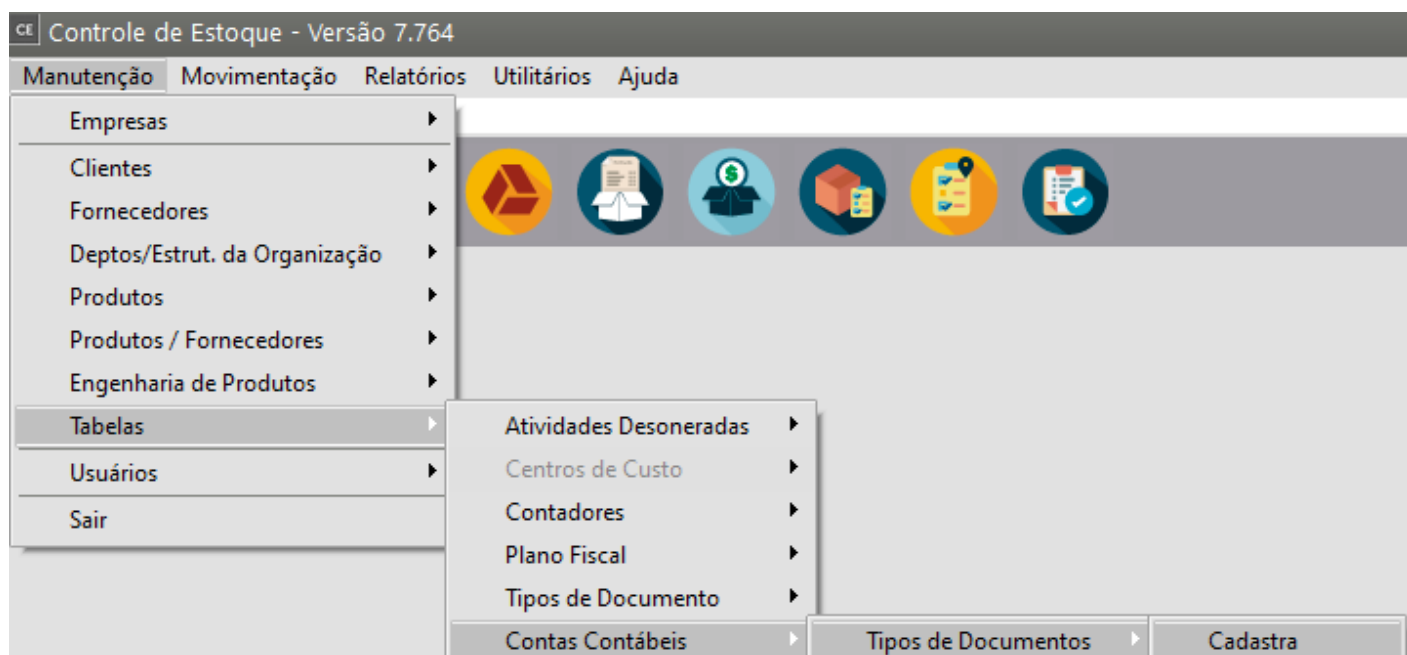 CE Controle de Estoque - Versão 7.764
Manutenção Movimentação Relatórios Utilitários Ajuda
Empresas
Clientes
Fornecedores
Deptos/Estrut. da Organização
Produtos
Produtos / Fornecedores
Engenharia de Produtos
Tabelas
Usuários
Sair
Atividades Desoneradas
Centros de Custo
Contadores
Plano Fiscal
Tipos de Documento
Contas Contábeis
Tipos de Documentos
Cadastra